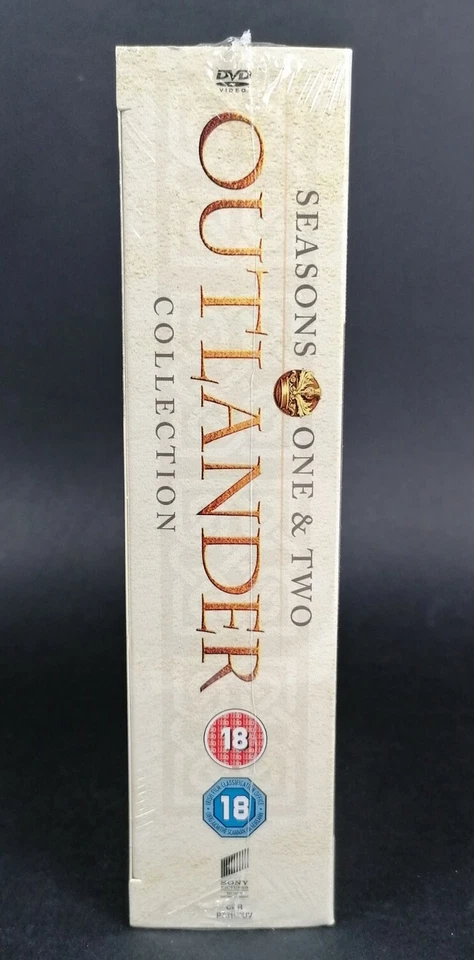 DVD
VIDEO
SEASONS ONE & TWO
OUTLANDER
COLLECTION
18
18
SONY